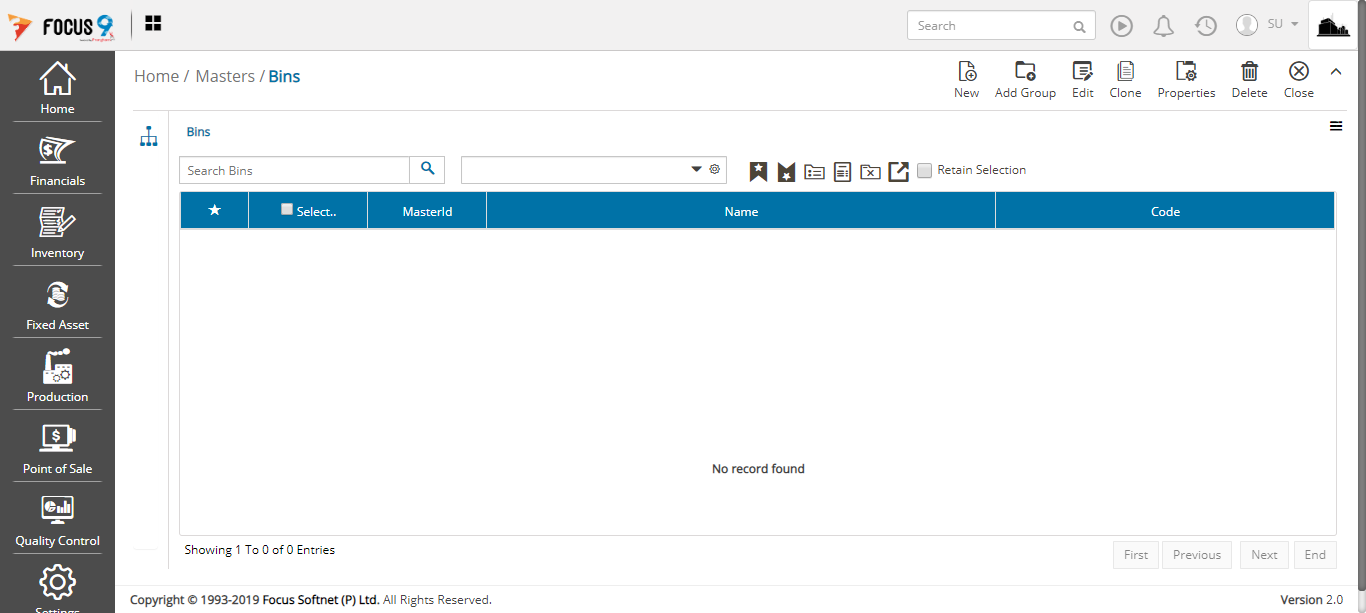 FOCUS 9
Search
SU
Home
Financials
Inventory
Fixed Asset
Production
Point of Sale
Quality Control
Settings
Home / Masters / Bins
New
Add Group
Edit
Clone
Properties
Delete
Close
Bins
Search Bins
Retain Selection
Select..
MasterId
Name
Code
No record found
Showing 1 To 0 of 0 Entries
First
Previous
Next
End
Copyright © 1993-2019 Focus Softnet (P) Ltd. All Rights Reserved.
Version 2.0